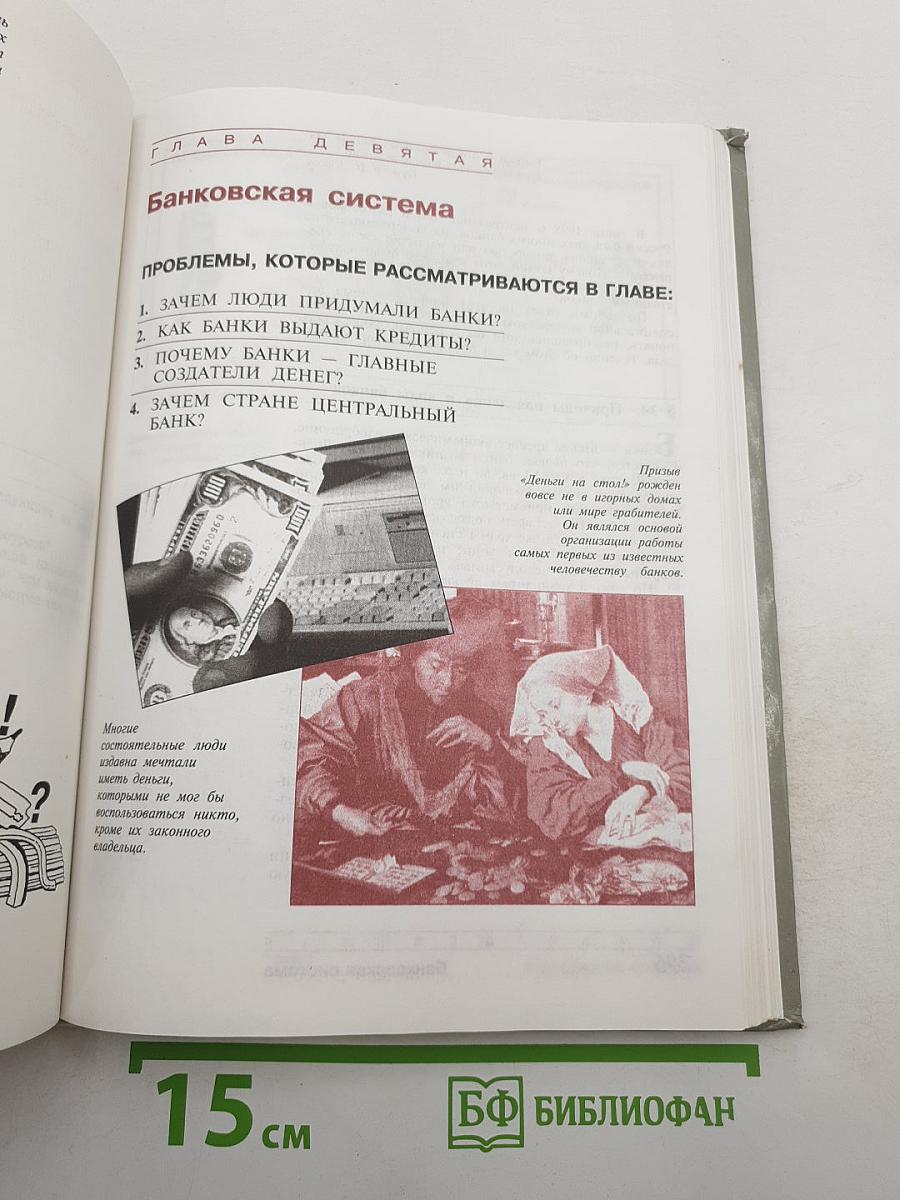 ГЛАВА ДЕВЯТАЯ
Банковская система
ПРОБЛЕМЫ, КОТОРЫЕ РАССМАТРИВАЮТСЯ В ГЛАВЕ:
1. ЗАЧЕМ ЛЮДИ ПРИДУМАЛИ БАНКИ?
2. КАК БАНКИ ВЫДАЮТ КРЕДИТЫ?
3. ПОЧЕМУ БАНКИ — ГЛАВНЫЕ
СОЗДАТЕЛИ ДЕНЕГ?
4. ЗАЧЕМ СТРАНЕ ЦЕНТРАЛЬНЫЙ
БАНК?
Призыв
«Деньги на стол!» рожден
вовсе не в игорных домах
или мире грабителей.
Он являлся основой
организации работы
самых первых из известных
человечеству банков.
100
Многие
состоятельные люди
издавна мечтали
иметь деньги,
которыми не мог бы
воспользоваться никто,
кроме их законного
владельца.
!
?
15 см
БФ БИБЛИОФАН